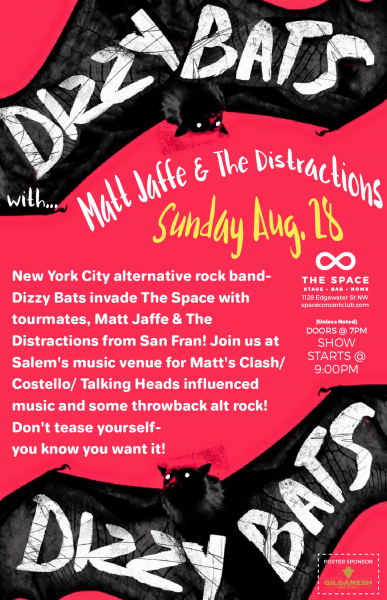 Dizzy BATS
with... Matt Jaffe & The Distractions
Sunday Aug. 28
THE SPACE
STAGE • BAR • NOMS
1128 Edgewater St NW
spaceconcertclub.com
(Unless Noted)
DOORS @ 7PM
SHOW
STARTS @
9:00PM
New York City alternative rock band-
Dizzy Bats invade The Space with
tourmates, Matt Jaffe & The
Distractions from San Fran! Join us at
Salem's music venue for Matt's Clash/
Costello/ Talking Heads influenced
music and some throwback alt rock!
Don't tease yourself-
you know you want it!
Dizzy BATS
POSTER SPONSOR
GILGAMESH